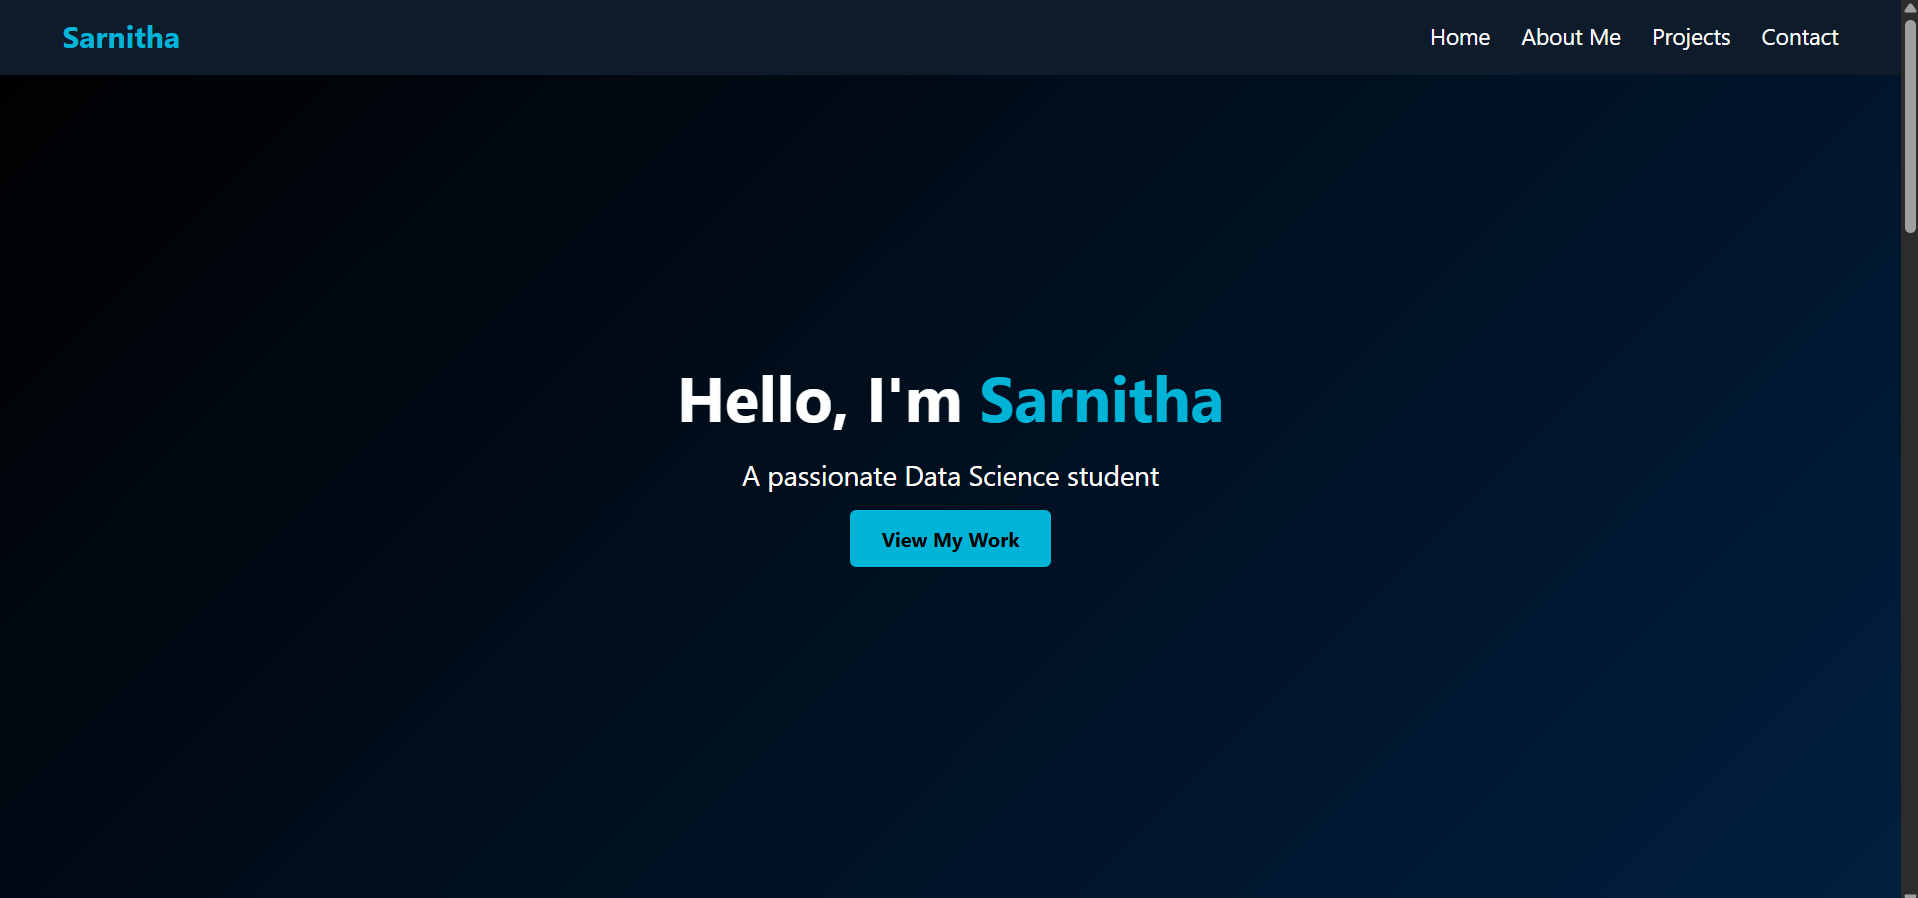 Sarnitha
Home About Me Projects Contact
Hello, I'm Sarnitha
A passionate Data Science student
View My Work